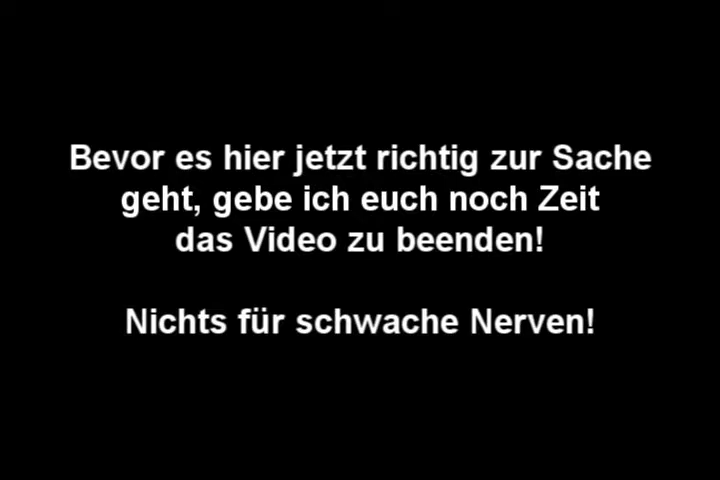 Bevor es hier jetzt richtig zur Sache
geht, gebe ich euch noch Zeit
das Video zu beenden!
Nichts für schwache Nerven!